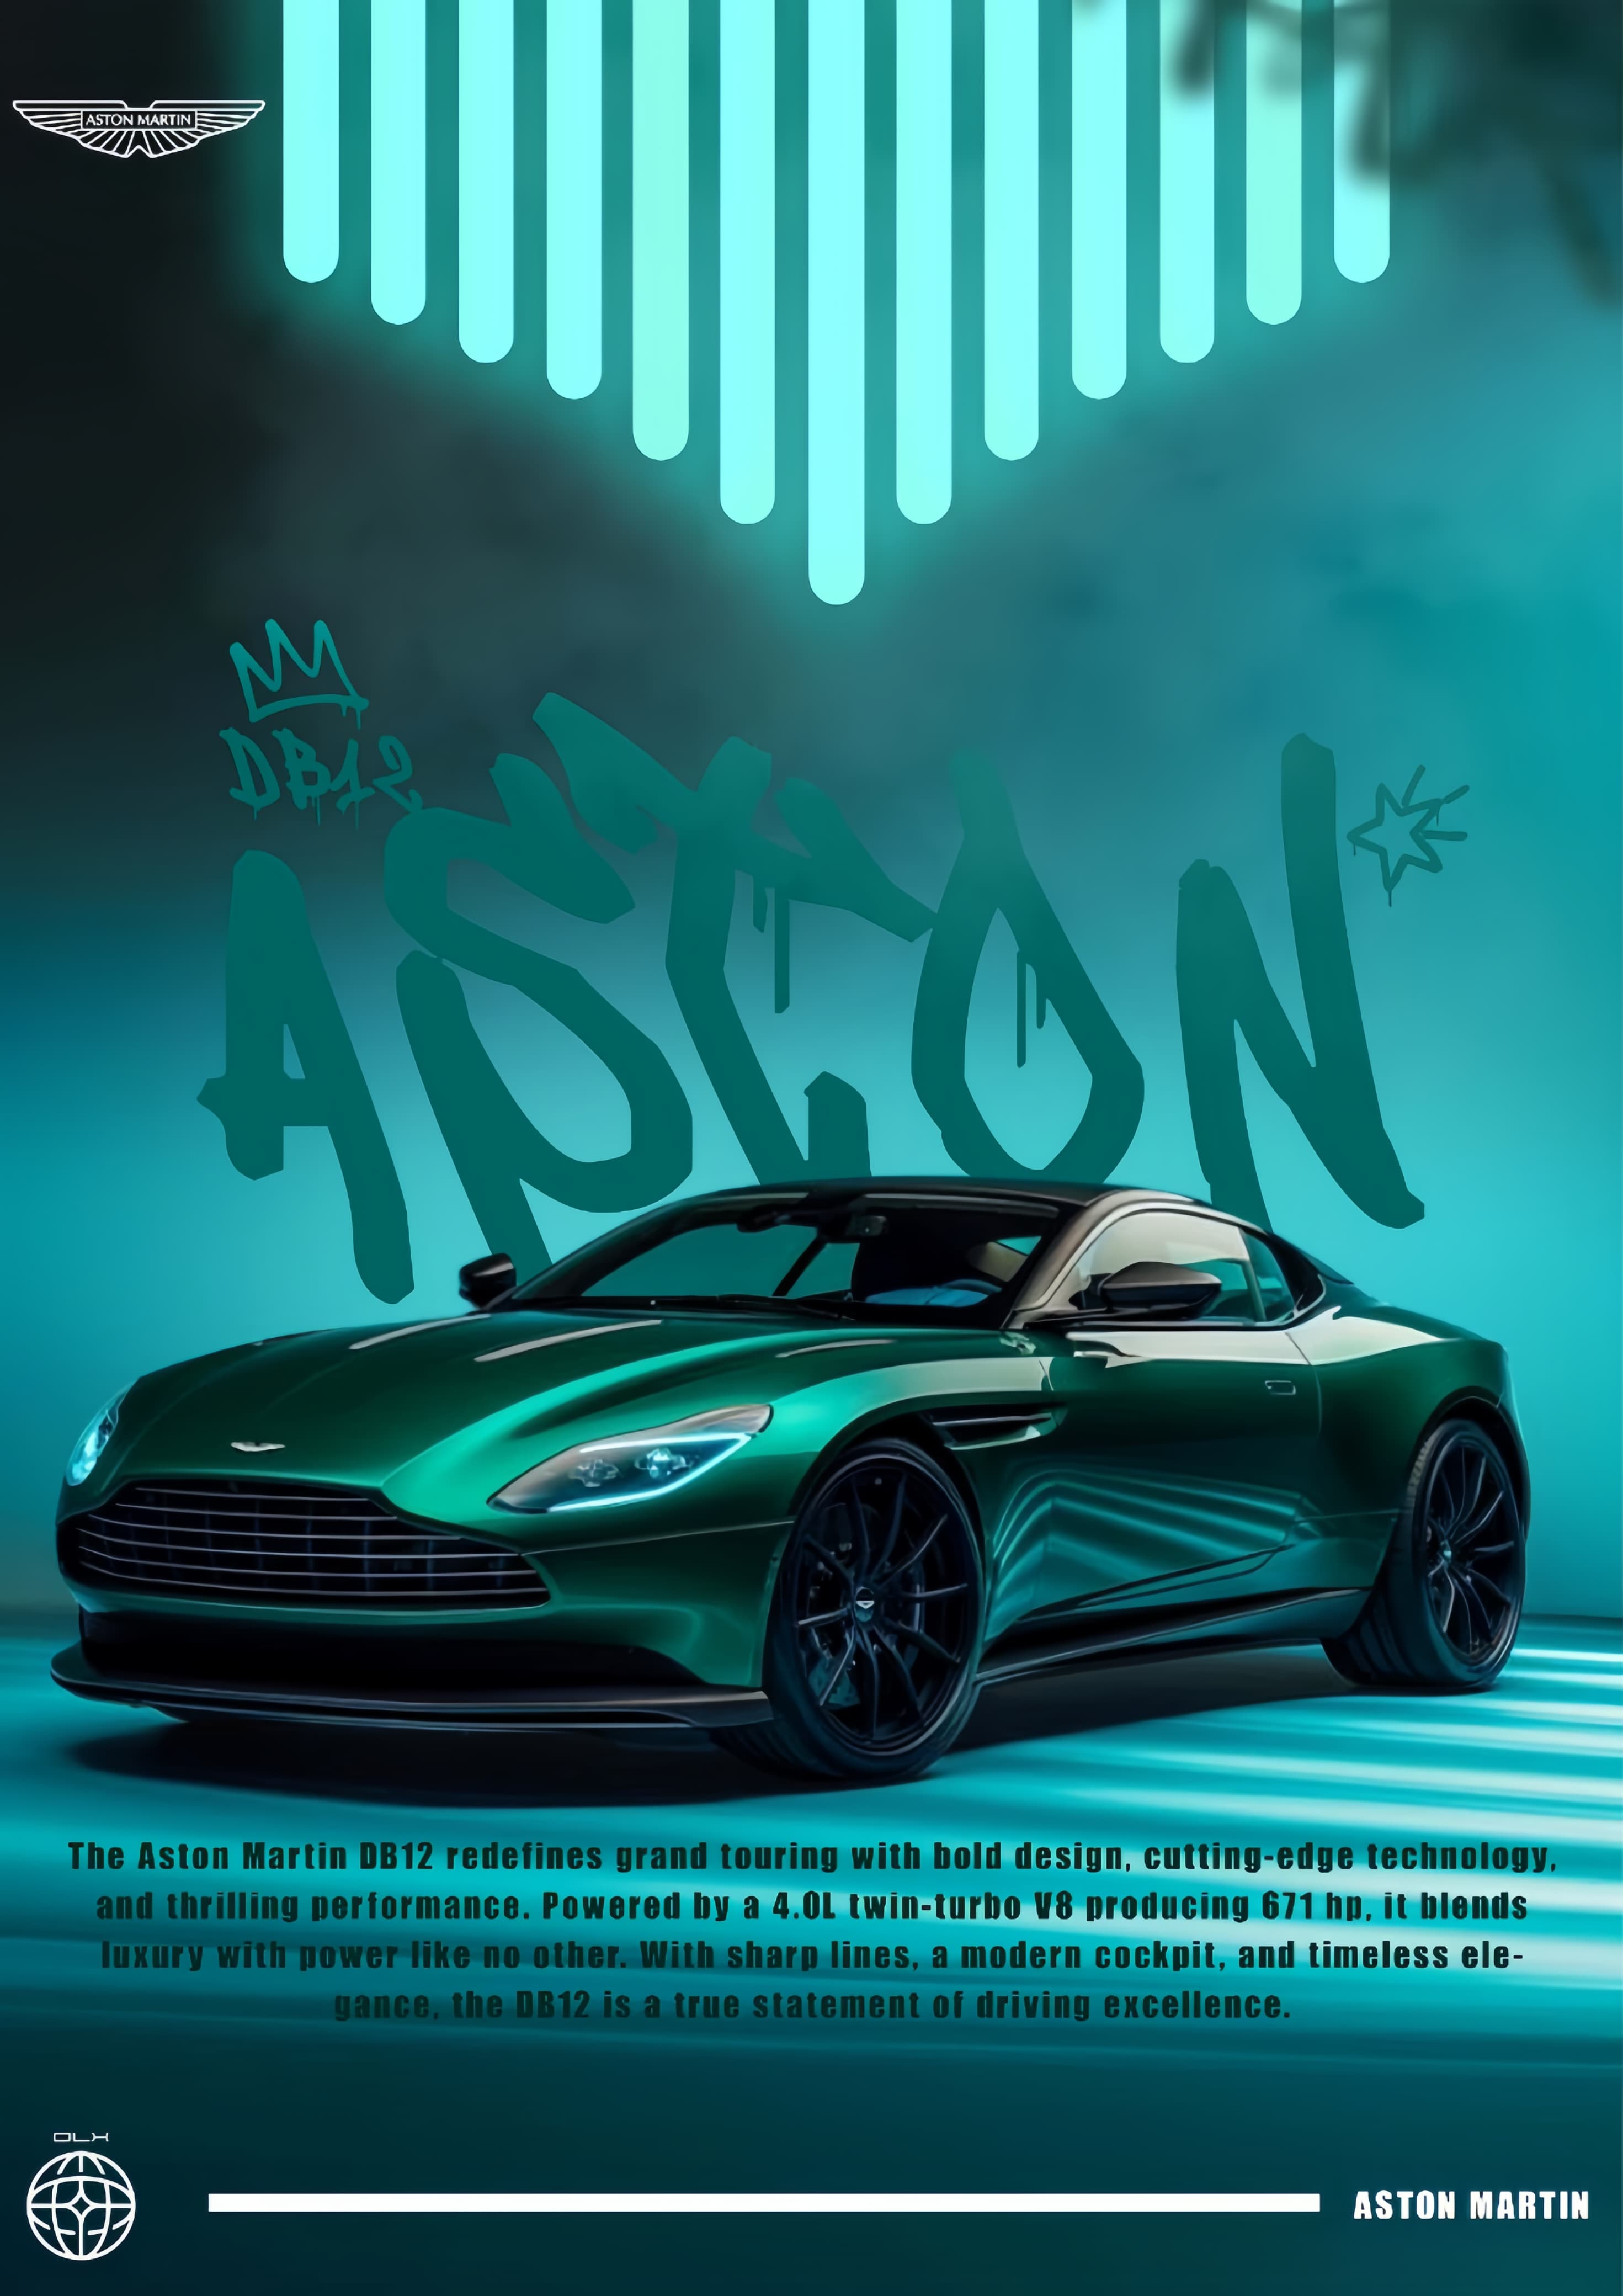 ASTON MARTIN
DB12
ASTON
The Aston Martin DB12 redefines grand touring with bold design, cutting-edge technology,
and thrilling performance. Powered by a 4.0L twin-turbo V8 producing 671 hp, it blends
luxury with power like no other. With sharp lines, a modern cockpit, and timeless ele-
gance, the DB12 is a true statement of driving excellence.
OLX
ASTON MARTIN